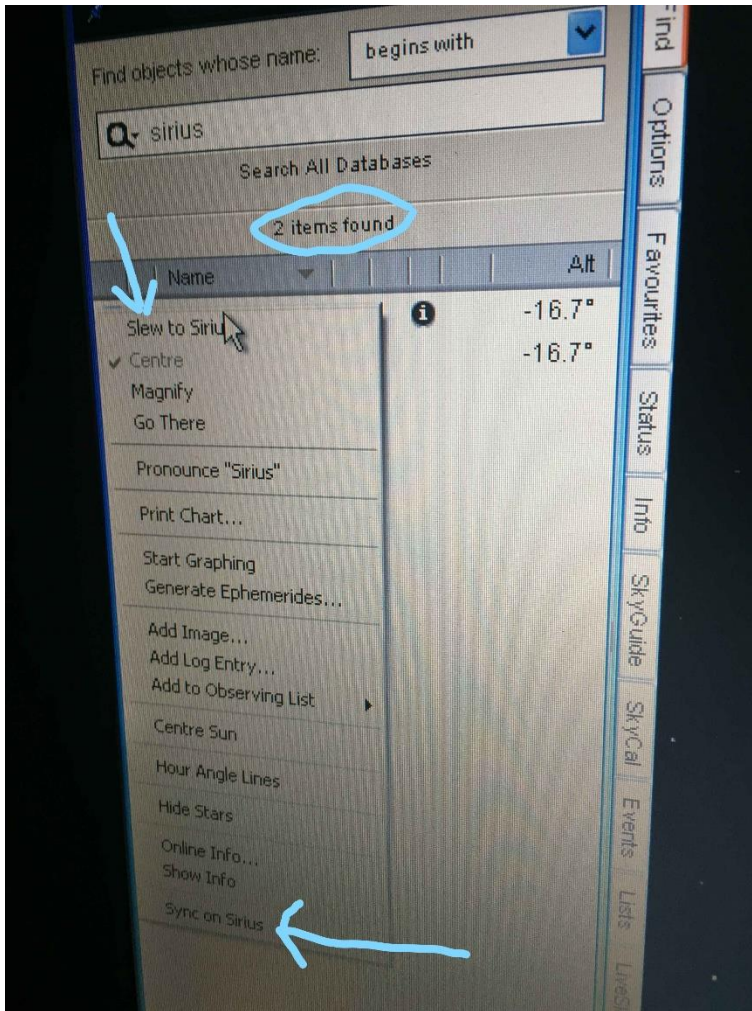 Find objects whose name: begins with
sirius
Search All Databases
2 items found
Name Alt
-16.7°
-16.7°
Slew to Siriu
Centre
Magnify
Go There
Pronounce "Sirius"
Print Chart...
Start Graphing
Generate Ephemerides...
Add Image...
Add Log Entry...
Add to Observing List
Centre Sun
Hour Angle Lines
Hide Stars
Online Info...
Show Info
Sync on Sirius
Find
Options
Favourites
Status
Info
SkyGuide
SkyCal
Events
Lists